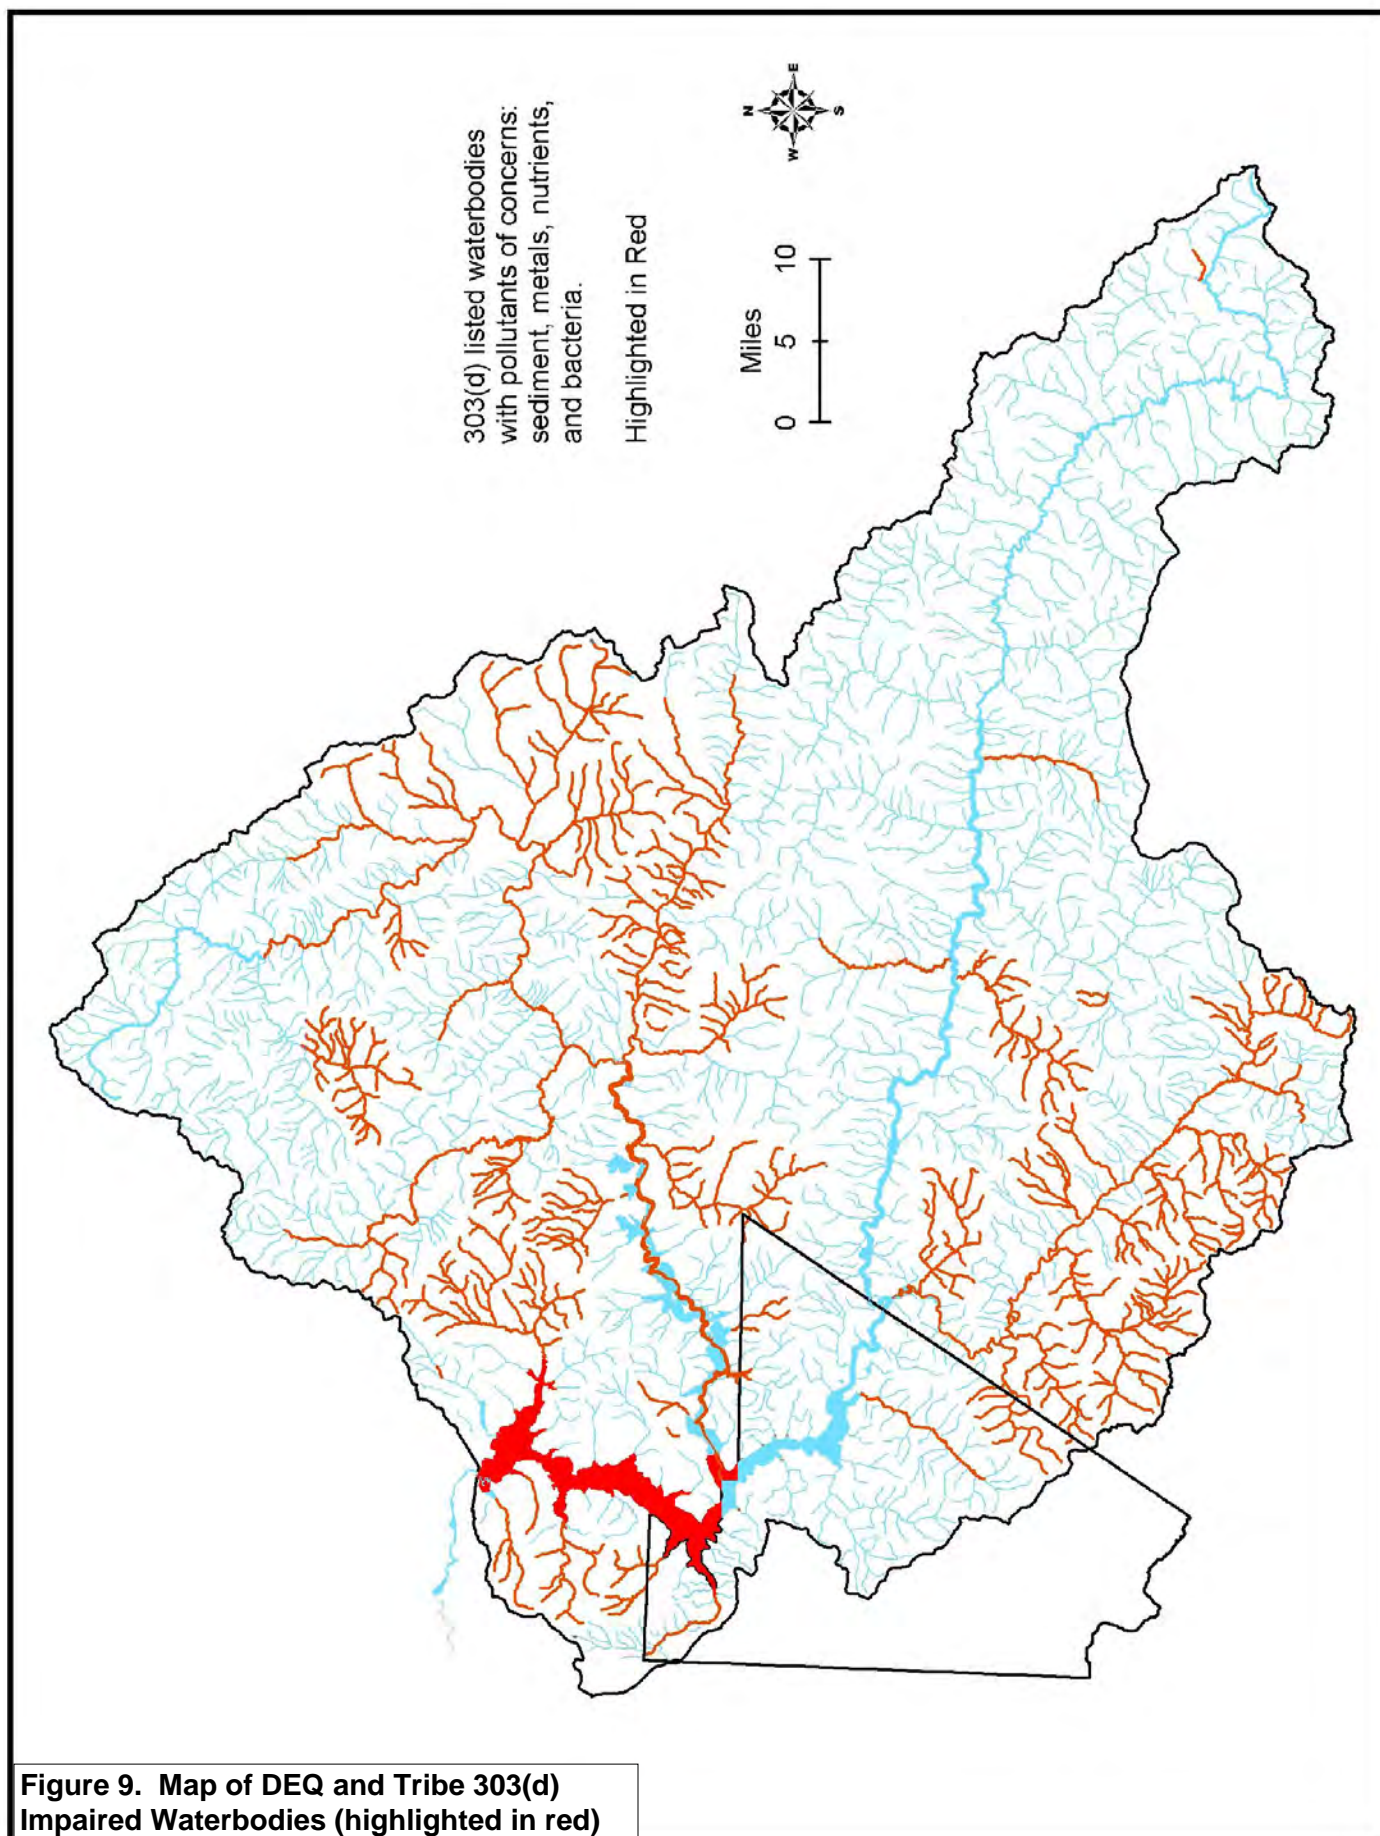 303(d) listed waterbodies
with pollutants of concerns:
sediment, metals, nutrients,
and bacteria.
Highlighted in Red
N
E
S
W
Miles
0 5 10
Figure 9. Map of DEQ and Tribe 303(d)
Impaired Waterbodies (highlighted in red)